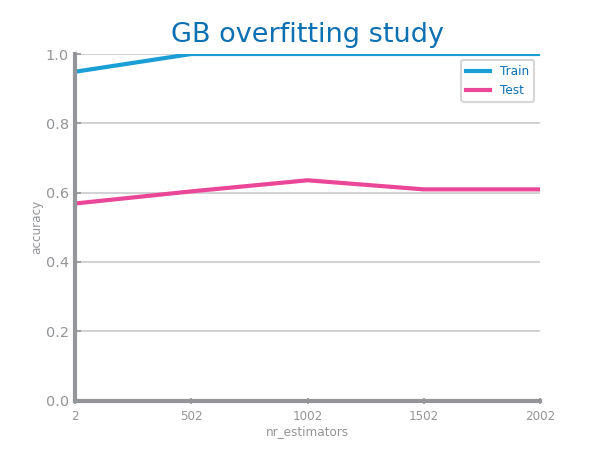 GB overfitting study
1.0
0.8
0.6
0.4
0.2
0.0
accuracy
Train
Test
2 502 1002 1502 2002
nr_estimators